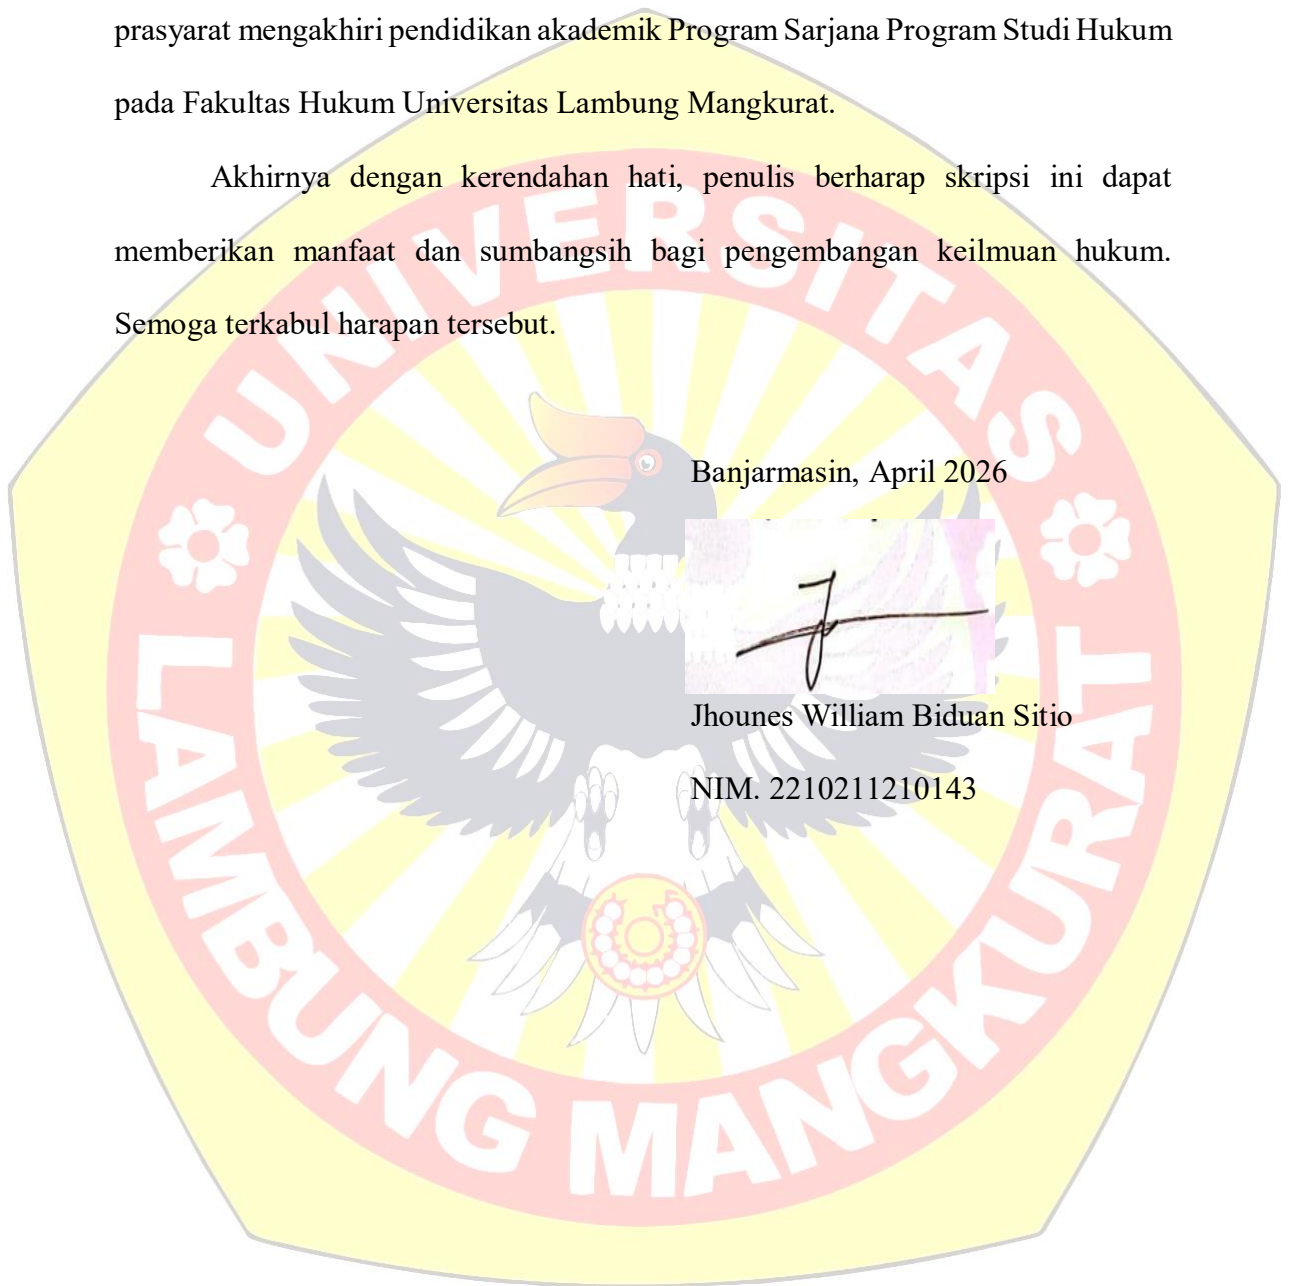 prasyarat mengakhiri pendidikan akademik Program Sarjana Program Studi Hukum
pada Fakultas Hukum Universitas Lambung Mangkurat.
Akhirnya dengan kerendahan hati, penulis berharap skripsi ini dapat
memberikan manfaat dan sumbangsih bagi pengembangan keilmuan hukum.
Semoga terkabul harapan tersebut.
Banjarmasin, April 2026
Jhounes William Biduan Sitio
NIM. 2210211210143
UNIVERSITAS
LAMBUNG MANGKURAT